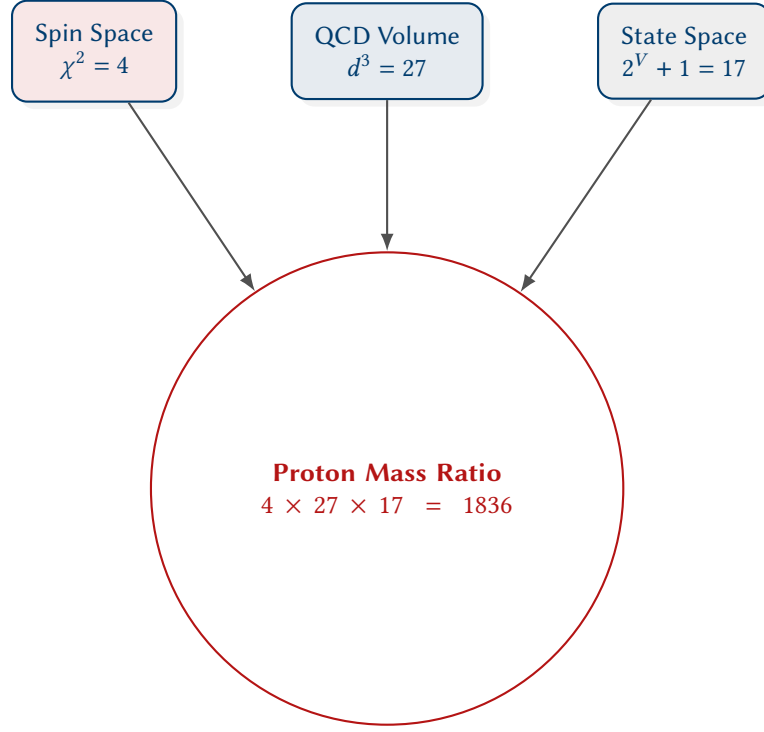 Spin Space
χ² = 4
QCD Volume
d³ = 27
State Space
2^V + 1 = 17
Proton Mass Ratio
4 × 27 × 17 = 1836